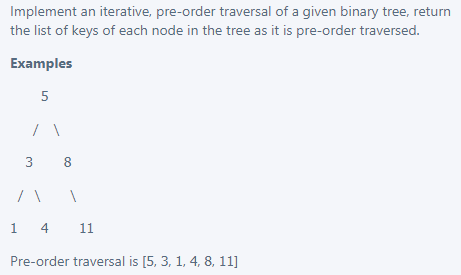 Implement an iterative, pre-order traversal of a given binary tree, return
the list of keys of each node in the tree as it is pre-order traversed.
Examples
5
/ \
3 8
/ \ \
1 4 11
Pre-order traversal is [5, 3, 1, 4, 8, 11]